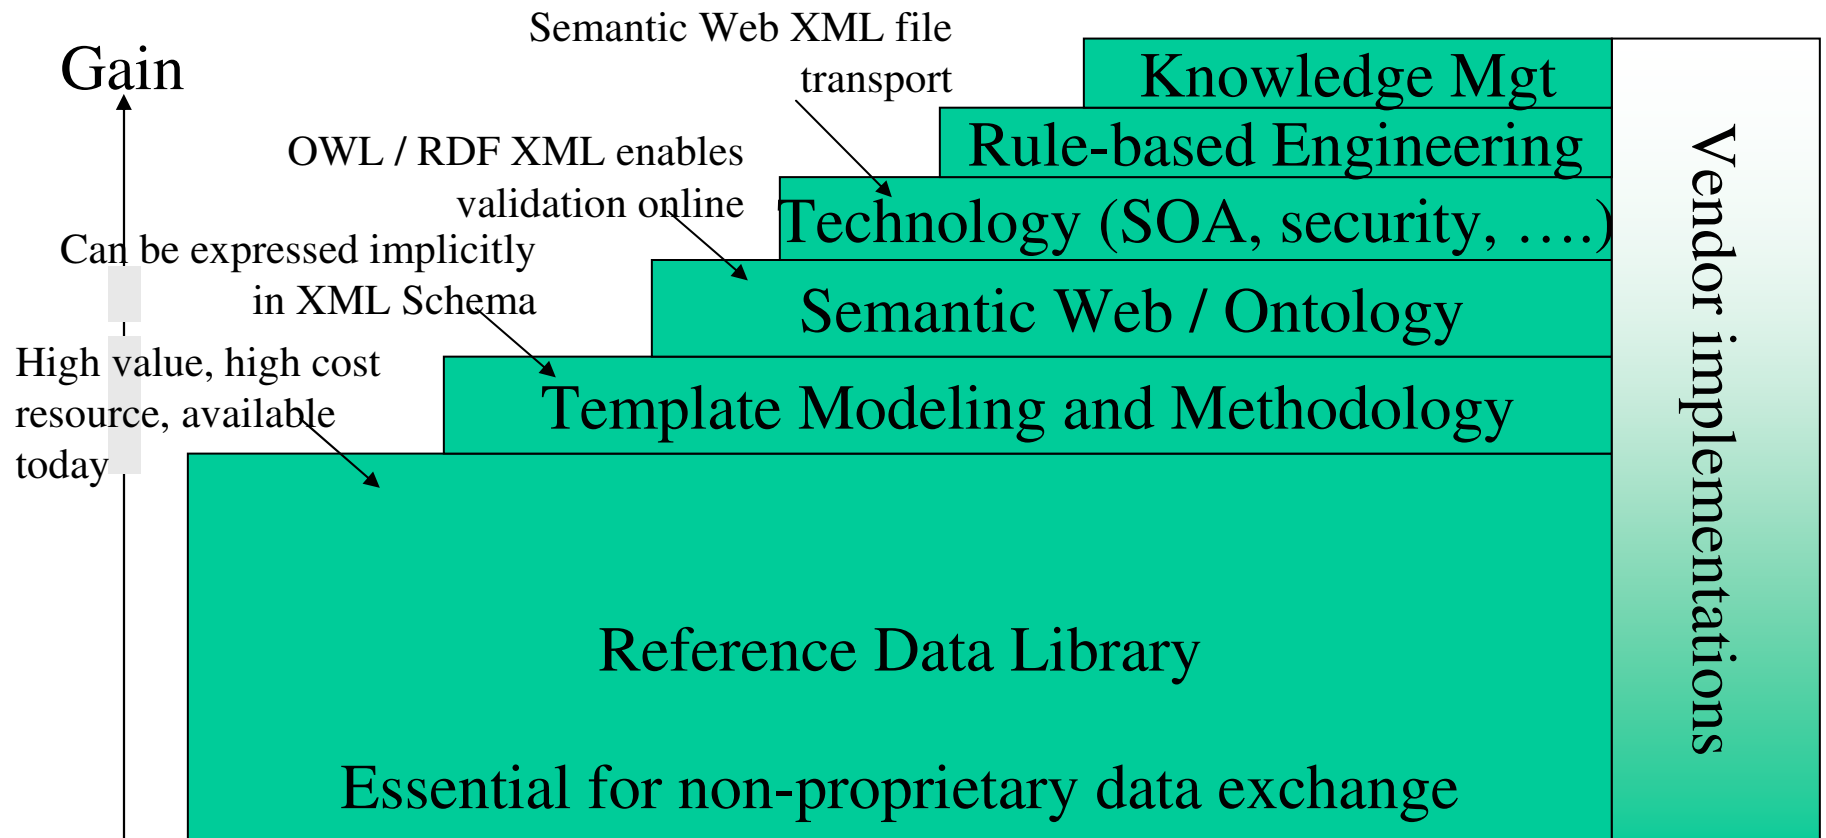 Gain
Semantic Web XML file
transport
Knowledge Mgt
Rule-based Engineering
OWL / RDF XML enables
validation online
Technology (SOA, security, ….)
Can be expressed implicitly
in XML Schema
Semantic Web / Ontology
High value, high cost
resource, available
today
Template Modeling and Methodology
Reference Data Library
Essential for non-proprietary data exchange
Vendor implementations